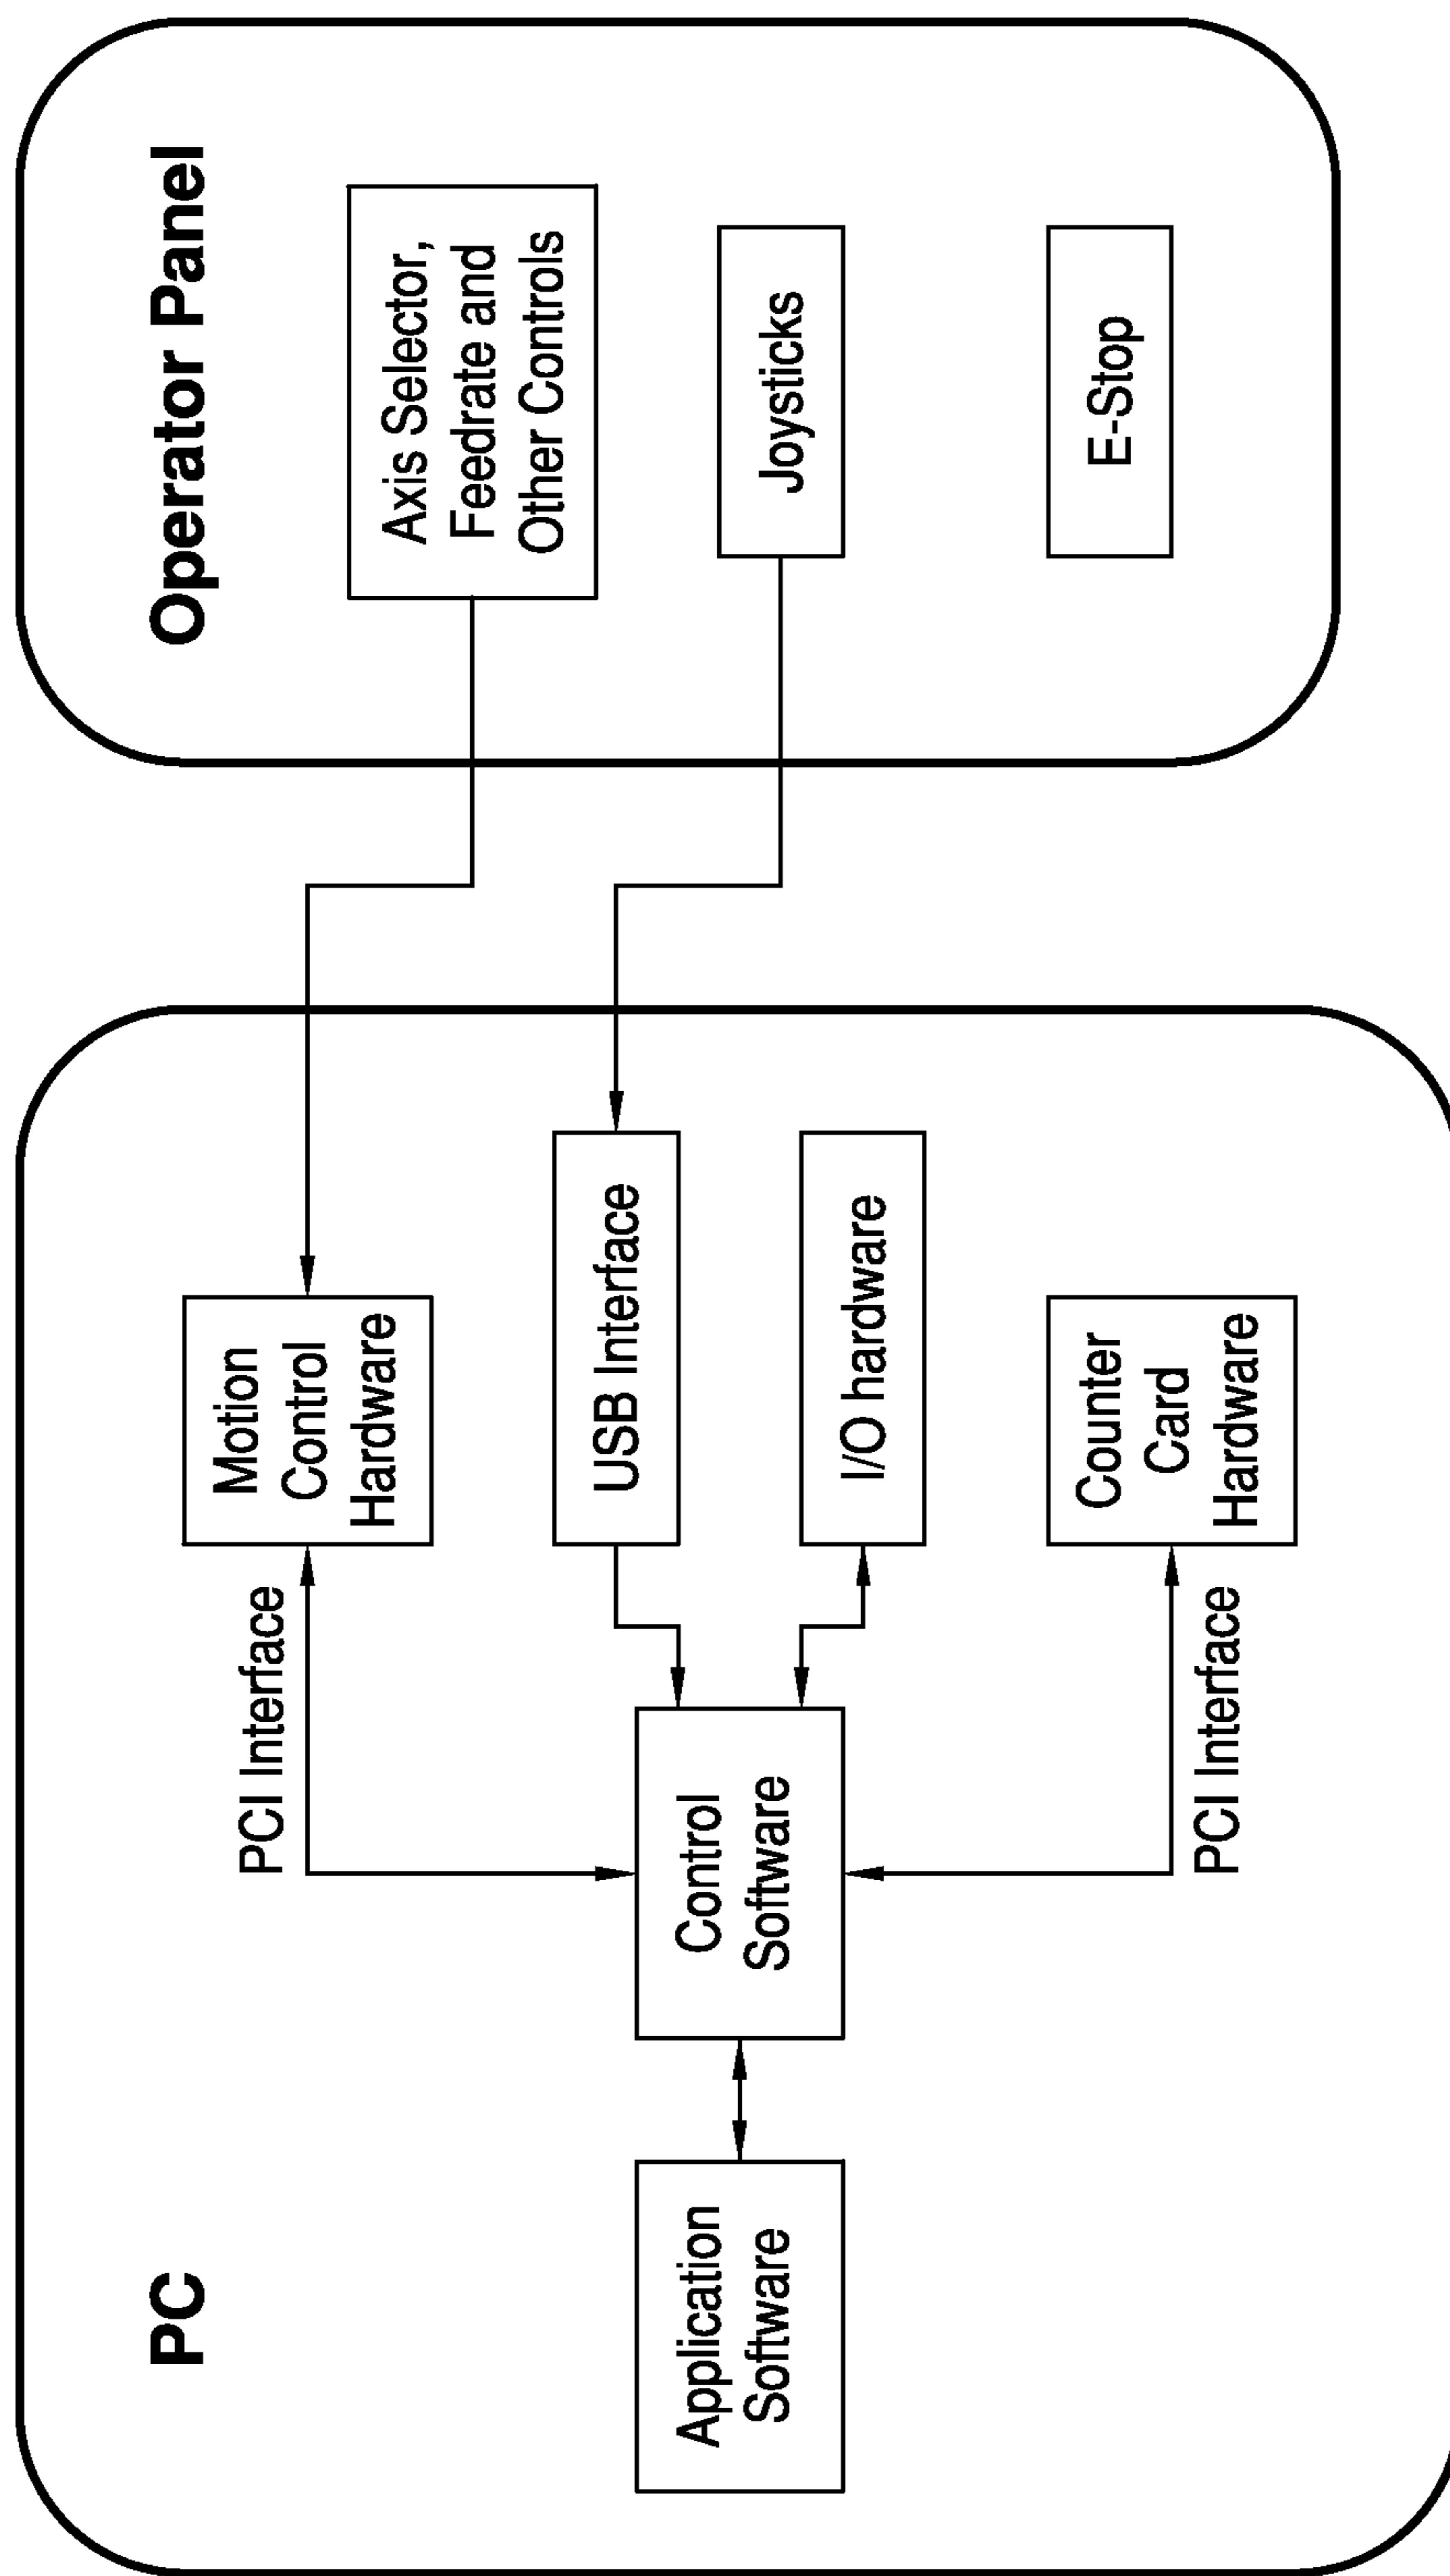 PC
Application
Software
Control
Software
PCI Interface
Motion
Control
Hardware
USB Interface
I/O hardware
PCI Interface
Counter
Card
Hardware
Operator Panel
Axis Selector,
Feedrate and
Other Controls
Joysticks
E-Stop